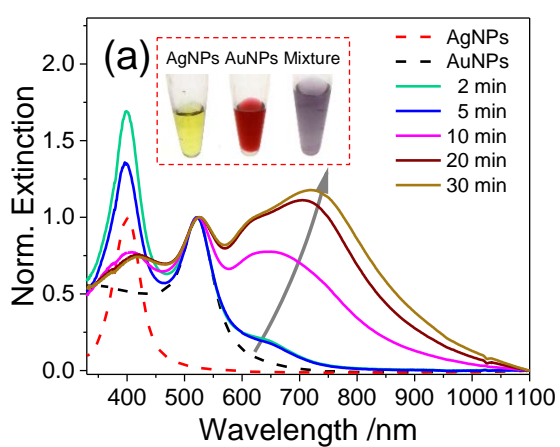 (a)
AgNPs AuNPs Mixture
AgNPs
AuNPs
2 min
5 min
10 min
20 min
30 min
2.0
1.5
1.0
0.5
0.0
Norm. Extinction
400 500 600 700 800 900 1000 1100
Wavelength /nm